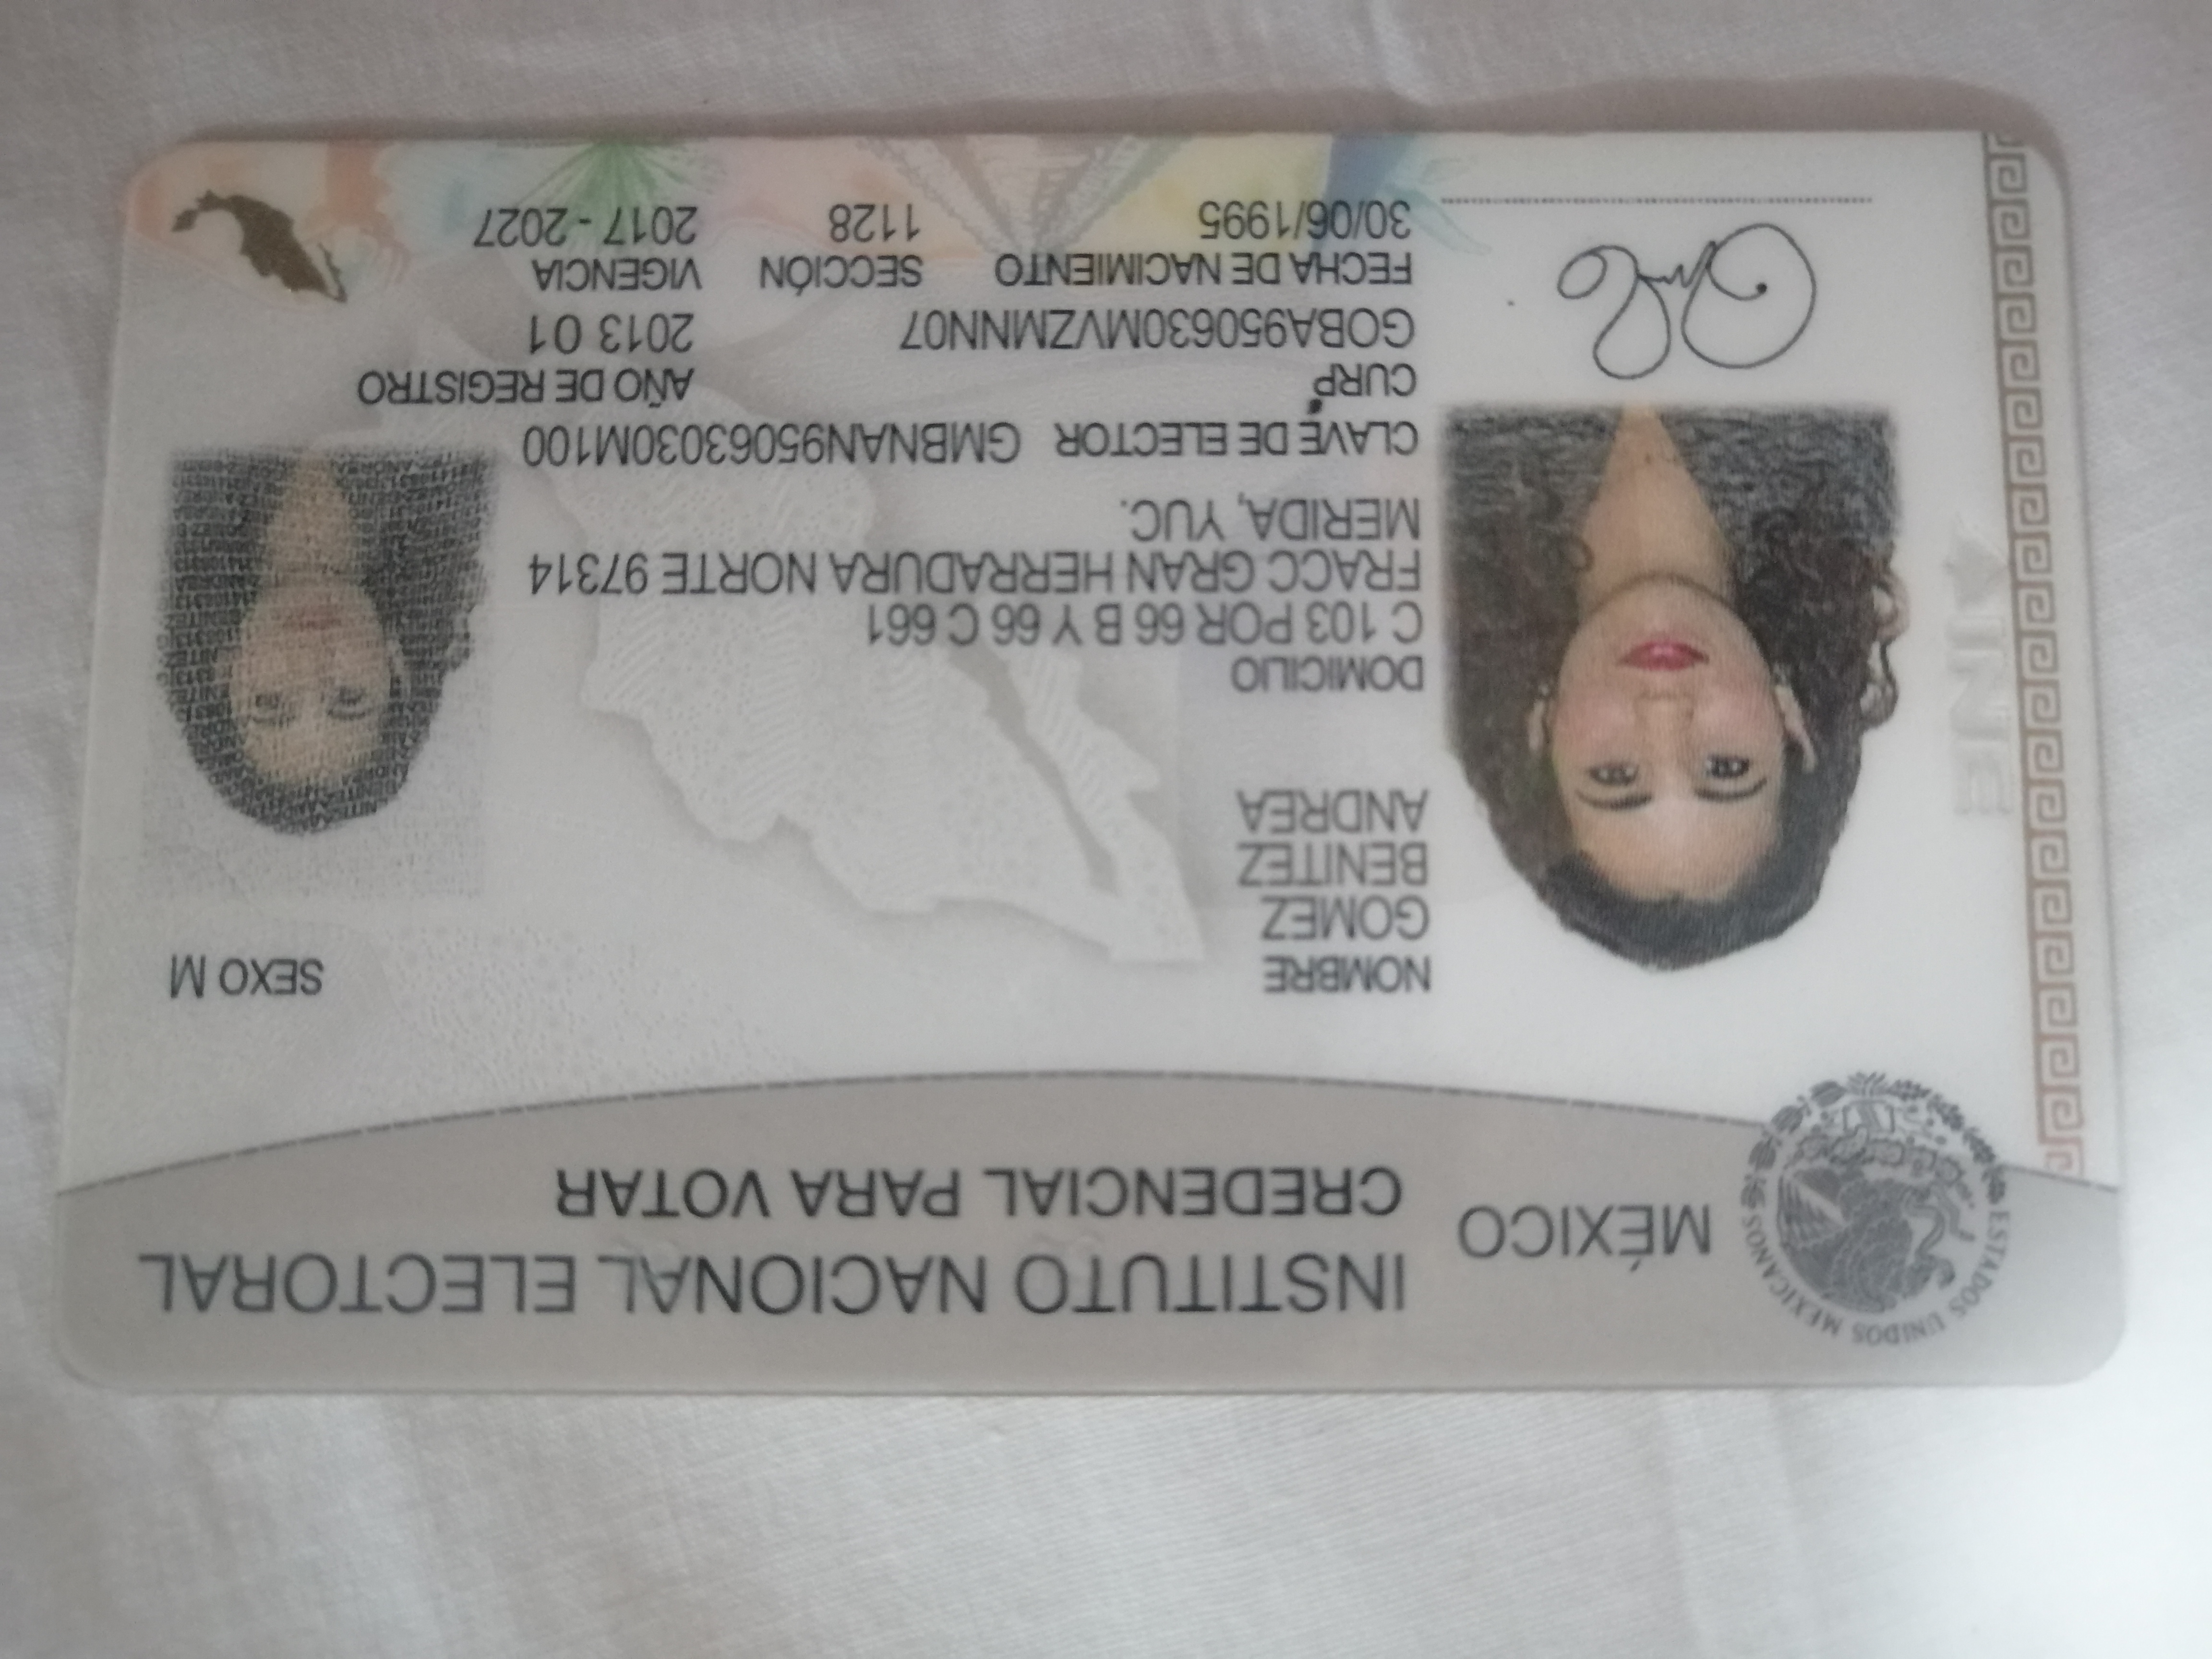 MÉXICO
INSTITUTO NACIONAL ELECTORAL
CREDENCIAL PARA VOTAR
ESTADOS UNIDOS MEXICANOS
NOMBRE
GOMEZ
BENITEZ
ANDREA
SEXO M
DOMICILIO
C 103 POR 66 B Y 66 C 661
FRACC GRAN HERRADURA NORTE 97314
MERIDA, YUC.
CLAVE DE ELECTOR GMBNAN95063030M100
CURP
GOBA950630MVZMNN07
AÑO DE REGISTRO
2013 01
FECHA DE NACIMIENTO
30/06/1995
SECCIÓN
1128
VIGENCIA
2017 - 2027
INE